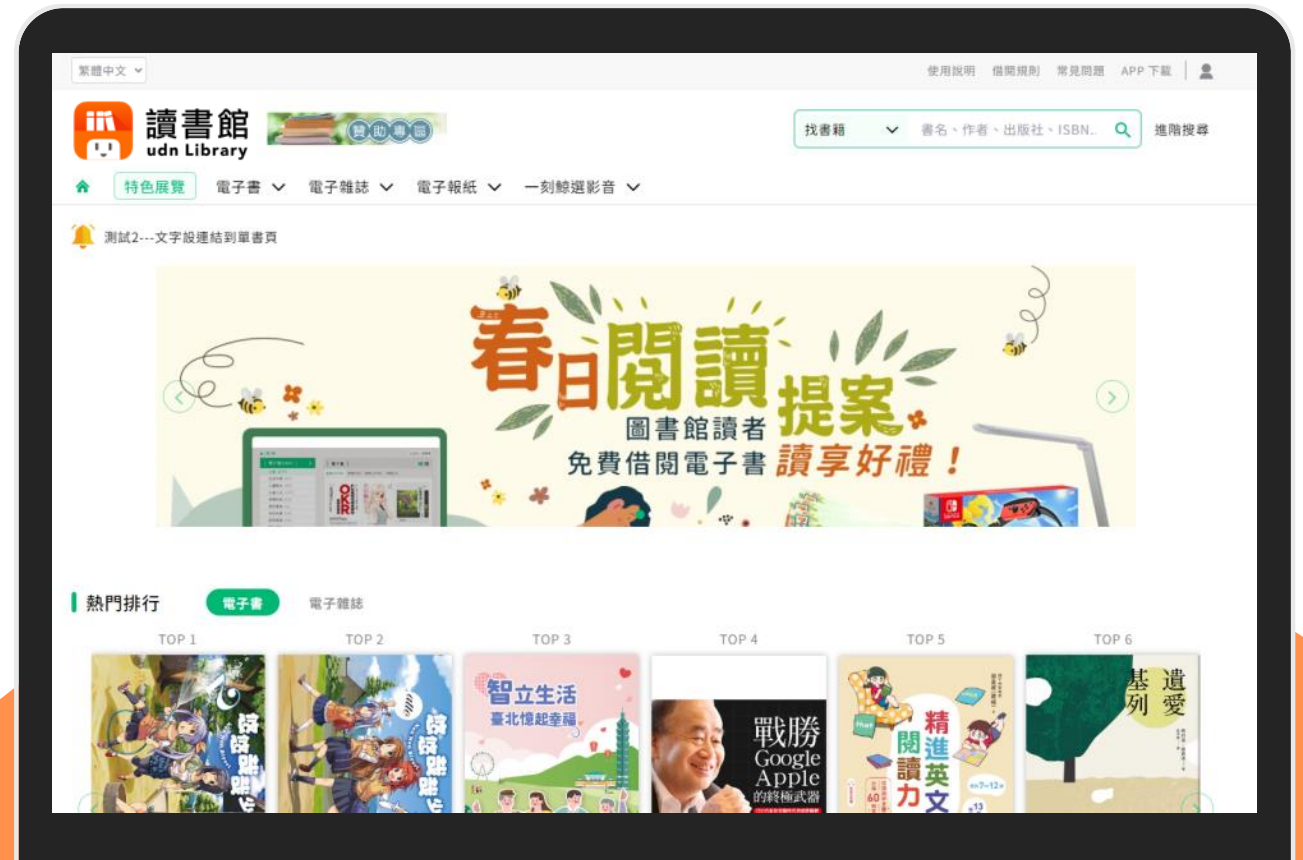 繁體中文
使用說明 借閱規則 常見問題 APP 下載
讀書館
udn Library
贊助專區
找書籍
書名、作者、出版社、ISBN..
進階搜尋
特色展覽 電子書 電子雜誌 電子報紙 一刻鯨選影音
測試2---文字設連結到單書頁
春日閱讀提案
圖書館讀者
免費借閱電子書 讀享好禮！
OKR
熱門排行 電子書 電子雜誌
TOP 1 TOP 2 TOP 3 TOP 4 TOP 5 TOP 6
智立生活
臺北憶起幸福
戰勝
Google
Apple
的終極武器
that
精進英文
閱讀力
遺愛
基列